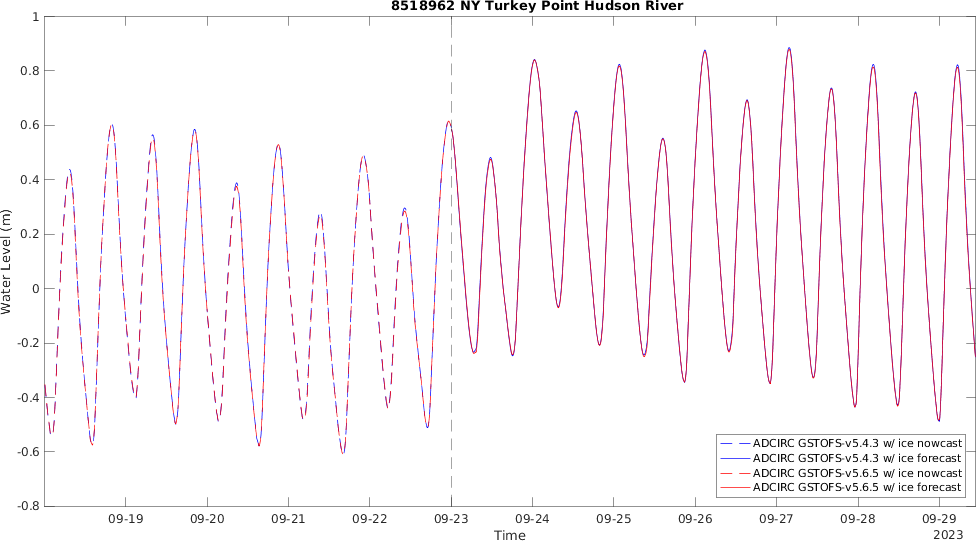 8518962 NY Turkey Point Hudson River
1
0.8
0.6
0.4
0.2
0
-0.2
-0.4
-0.6
-0.8
Water Level (m)
ADCIRC GSTOFS-v5.4.3 w/ ice nowcast
ADCIRC GSTOFS-v5.4.3 w/ ice forecast
ADCIRC GSTOFS-v5.6.5 w/ ice nowcast
ADCIRC GSTOFS-v5.6.5 w/ ice forecast
09-19 09-20 09-21 09-22 09-23 09-24 09-25 09-26 09-27 09-28 09-29
Time
2023